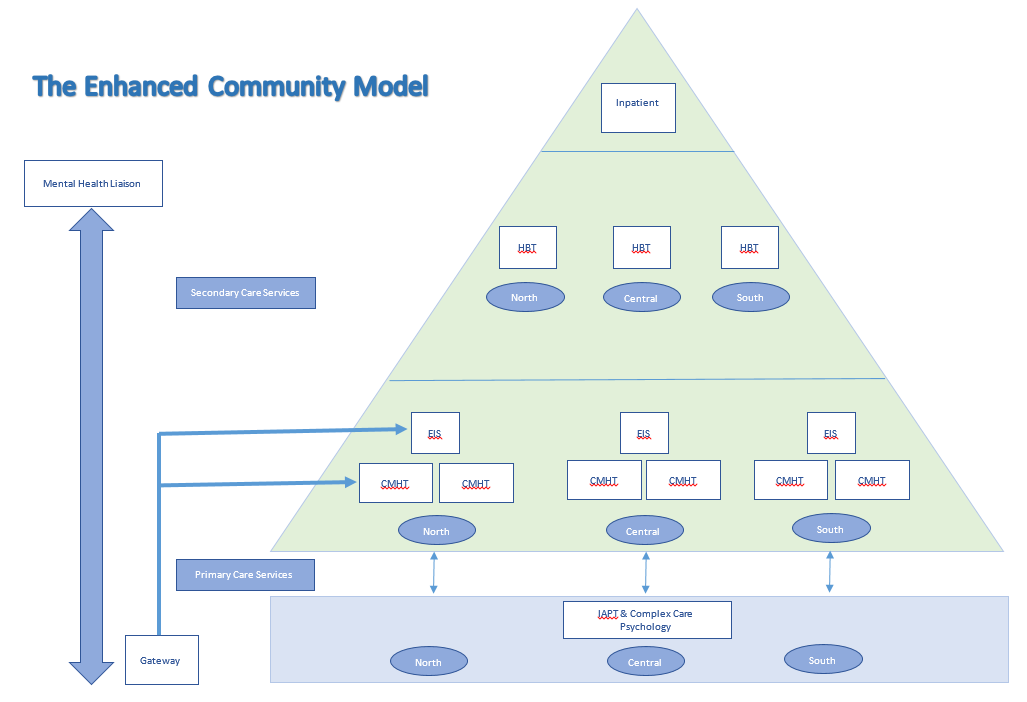 The Enhanced Community Model
Inpatient
Mental Health Liaison
HBT
HBT
HBT
Secondary Care Services
North
Central
South
EIS
EIS
EIS
CMHT
CMHT
CMHT
CMHT
CMHT
CMHT
North
Central
South
Primary Care Services
IAPT & Complex Care
Psychology
Gateway
North
Central
South